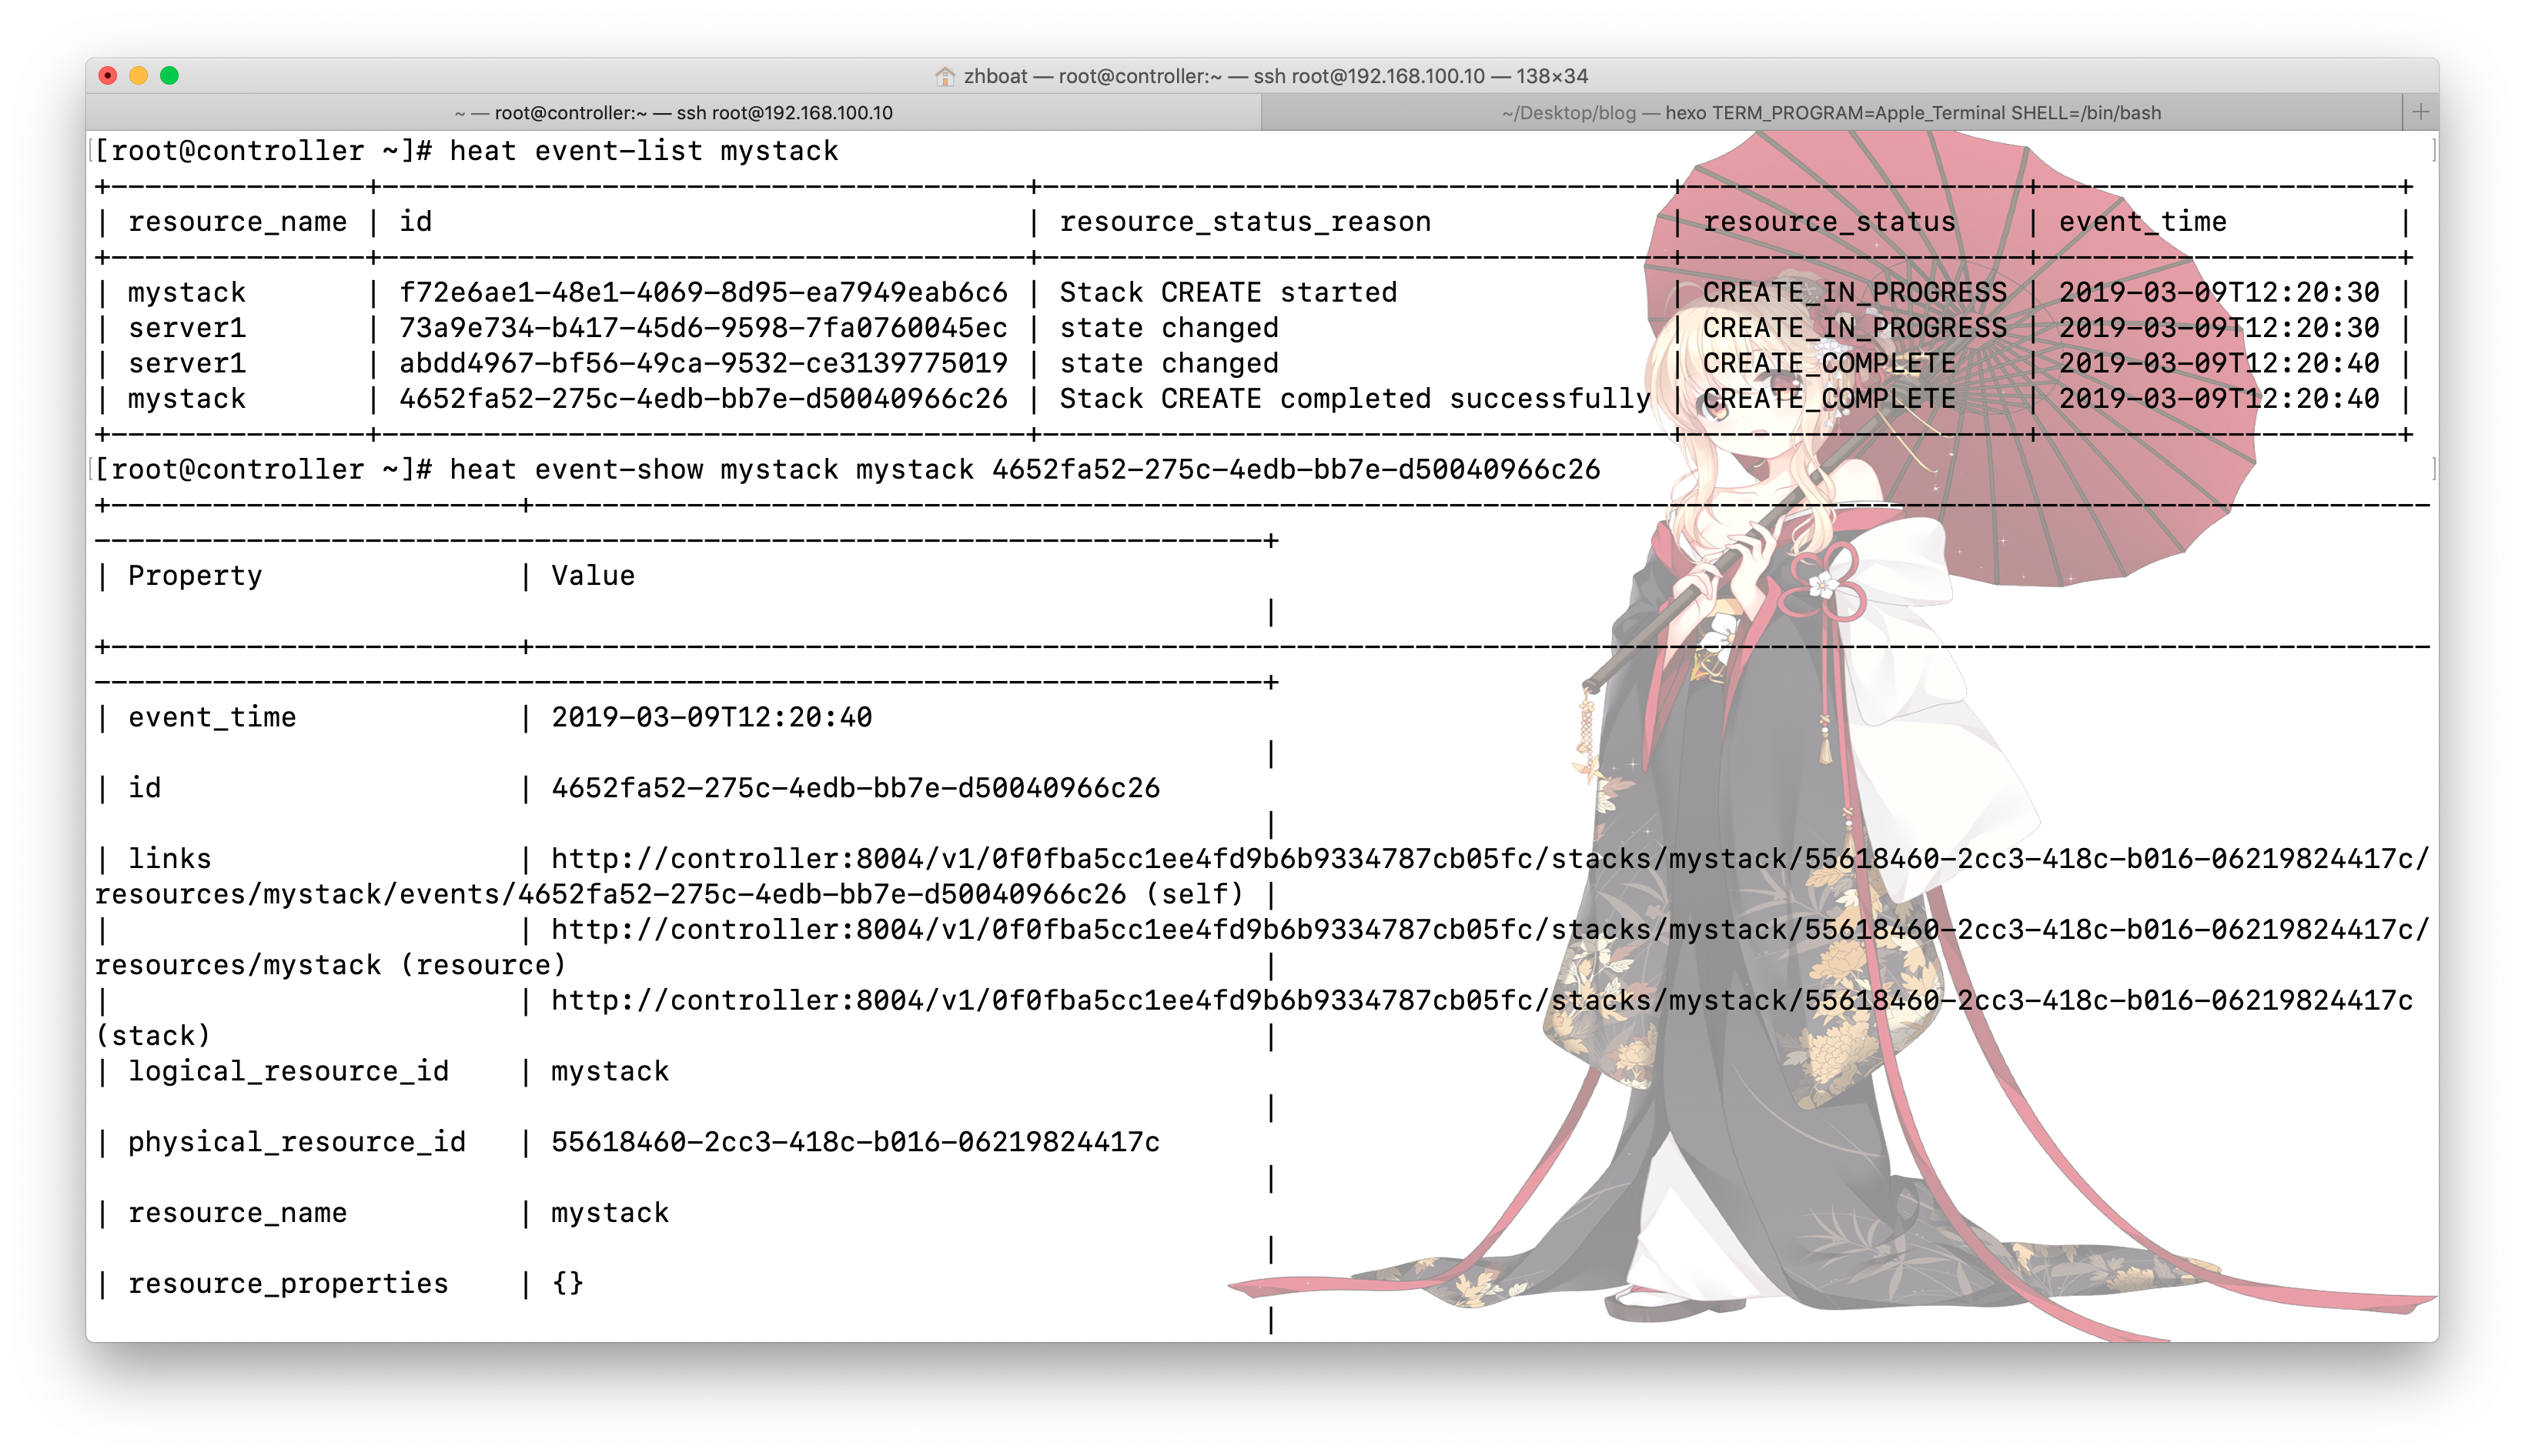 zhboat — root@controller:~ — ssh root@192.168.100.10 — 138×34
~ — root@controller:~ — ssh root@192.168.100.10
~/Desktop/blog — hexo TERM_PROGRAM=Apple_Terminal SHELL=/bin/bash
[root@controller ~]# heat event-list mystack
+---------------+--------------------------------------+-------------------------------------+--------------------+---------------------+
| resource_name | id                                   | resource_status_reason              | resource_status    | event_time          |
+---------------+--------------------------------------+-------------------------------------+--------------------+---------------------+
| mystack       | f72e6ae1-48e1-4069-8d95-ea7949eab6c6 | Stack CREATE started                | CREATE_IN_PROGRESS | 2019-03-09T12:20:30 |
| server1       | 73a9e734-b417-45d6-9598-7fa0760045ec | state changed                       | CREATE_IN_PROGRESS | 2019-03-09T12:20:30 |
| server1       | abdd4967-bf56-49ca-9532-ce3139775019 | state changed                       | CREATE_COMPLETE    | 2019-03-09T12:20:40 |
| mystack       | 4652fa52-275c-4edb-bb7e-d50040966c26 | Stack CREATE completed successfully | CREATE_COMPLETE    | 2019-03-09T12:20:40 |
+---------------+--------------------------------------+-------------------------------------+--------------------+---------------------+
[root@controller ~]# heat event-show mystack mystack 4652fa52-275c-4edb-bb7e-d50040966c26
+------------------------+----------------------------------------------------------------------------------------------------------------
---------------------------------------------------------------------+
| Property               | Value
                                                                     |
+------------------------+----------------------------------------------------------------------------------------------------------------
---------------------------------------------------------------------+
| event_time             | 2019-03-09T12:20:40
                                                                     |
| id                     | 4652fa52-275c-4edb-bb7e-d50040966c26
                                                                     |
| links                  | http://controller:8004/v1/0f0fba5cc1ee4fd9b6b9334787cb05fc/stacks/mystack/55618460-2cc3-418c-b016-06219824417c/
resources/mystack/events/4652fa52-275c-4edb-bb7e-d50040966c26 (self) |
|                        | http://controller:8004/v1/0f0fba5cc1ee4fd9b6b9334787cb05fc/stacks/mystack/55618460-2cc3-418c-b016-06219824417c/
resources/mystack (resource)                                         |
|                        | http://controller:8004/v1/0f0fba5cc1ee4fd9b6b9334787cb05fc/stacks/mystack/55618460-2cc3-418c-b016-06219824417c
(stack)                                                              |
| logical_resource_id    | mystack
                                                                     |
| physical_resource_id   | 55618460-2cc3-418c-b016-06219824417c
                                                                     |
| resource_name          | mystack
                                                                     |
| resource_properties    | {}
                                                                     |